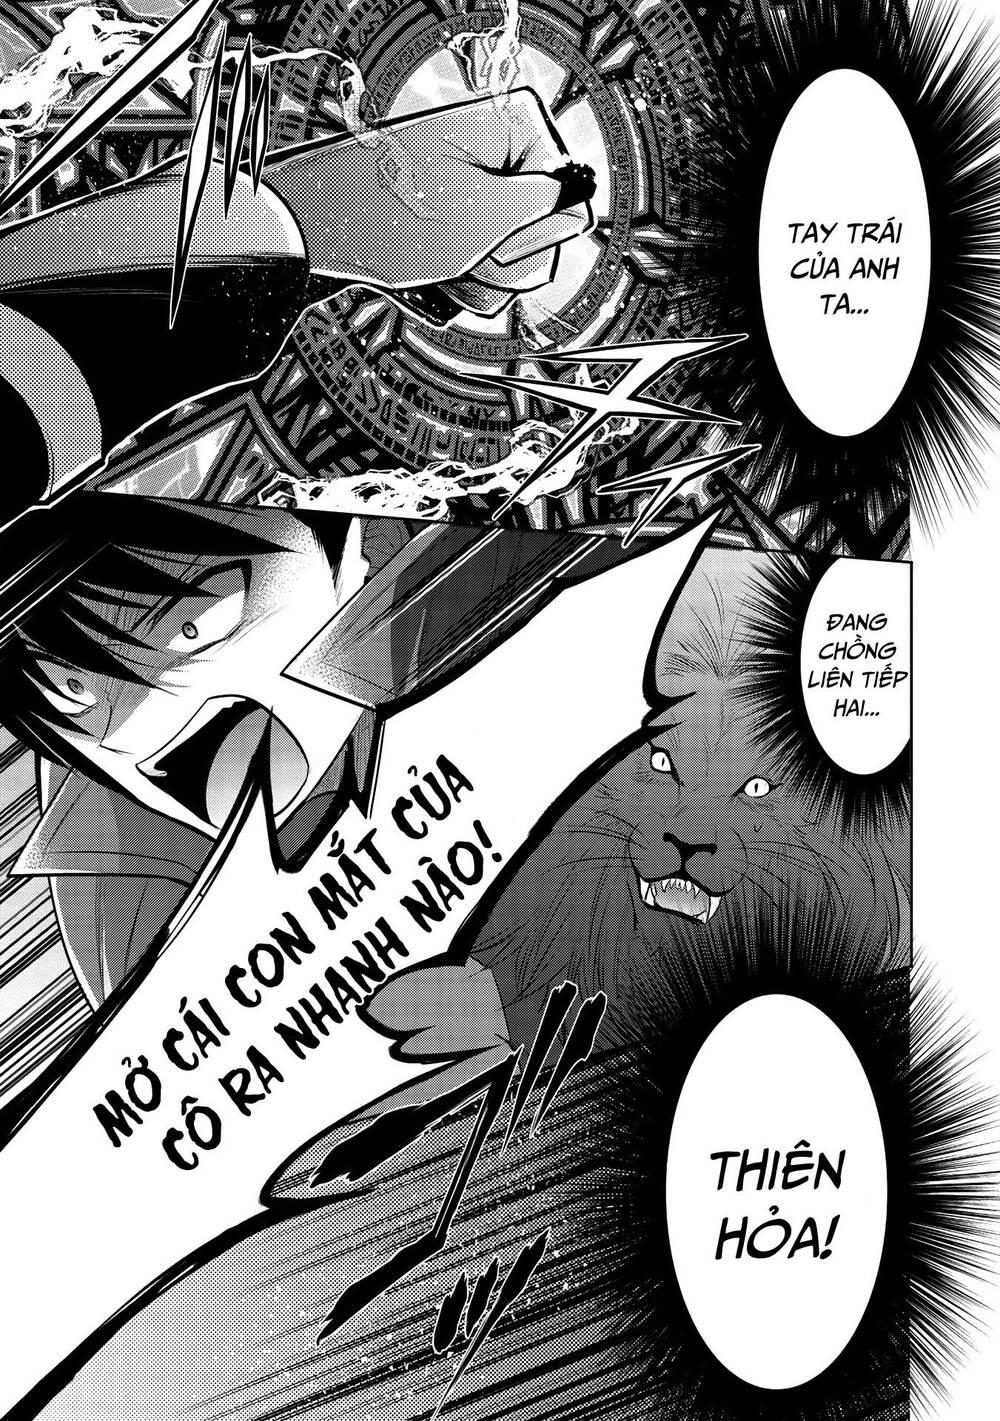 TAY TRÁI
CỦA ANH
TA...
ĐANG
CHỒNG
LIÊN TIẾP
HAI...
MỞ CÁI CON MẮT CỦA
CÔ RA NHANH NÀO!
THIÊN
HỎA!